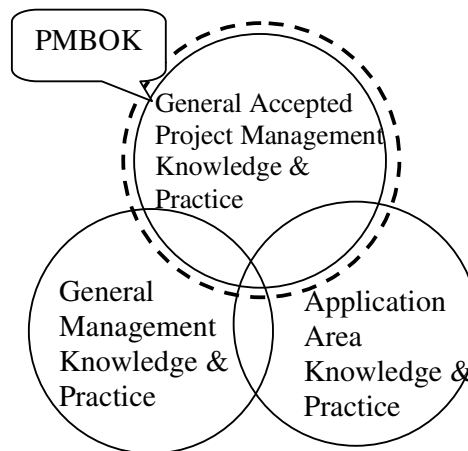 PMBOK
General Accepted
Project Management
Knowledge &
Practice
General
Management
Knowledge &
Practice
Application
Area
Knowledge &
Practice